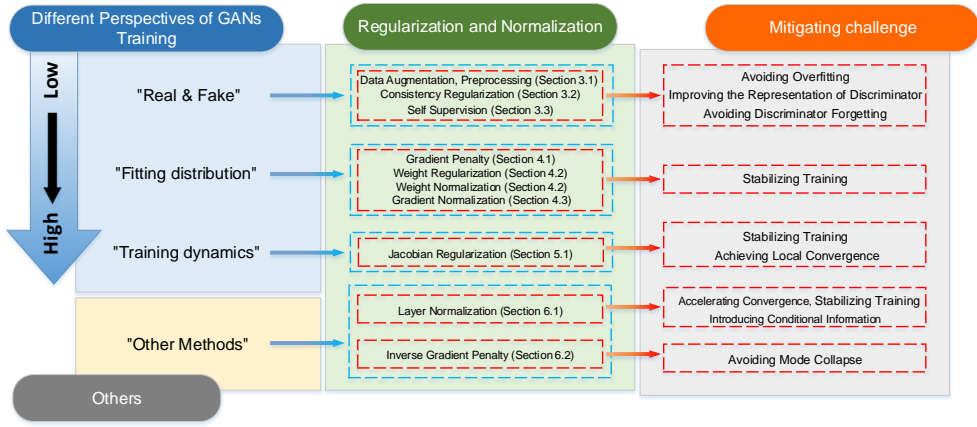 Different Perspectives of GANs
Training
Regularization and Normalization
Mitigating challenge
Low
High
"Real & Fake"
Data Augmentation, Preprocessing (Section 3.1)
Consistency Regularization (Section 3.2)
Self Supervision (Section 3.3)
Avoiding Overfitting
Improving the Representation of Discriminator
Avoiding Discriminator Forgetting
"Fitting distribution"
Gradient Penalty (Section 4.1)
Weight Regularization (Section 4.2)
Weight Normalization (Section 4.2)
Gradient Normalization (Section 4.3)
Stabilizing Training
"Training dynamics"
Jacobian Regularization (Section 5.1)
Stabilizing Training
Achieving Local Convergence
"Other Methods"
Layer Normalization (Section 6.1)
Accelerating Convergence, Stabilizing Training
Introducing Conditional Information
Inverse Gradient Penalty (Section 6.2)
Avoiding Mode Collapse
Others